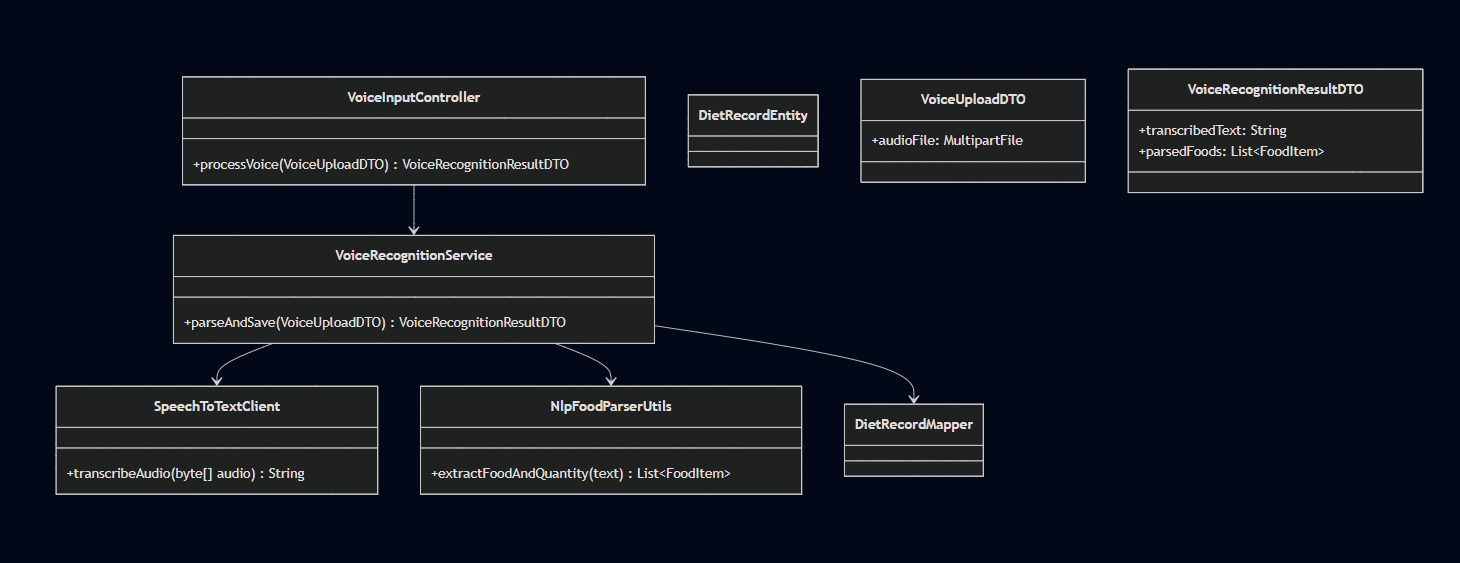 VoiceInputController
+processVoice(VoiceUploadDTO) : VoiceRecognitionResultDTO
DietRecordEntity
VoiceUploadDTO
+audioFile: MultipartFile
VoiceRecognitionResultDTO
+transcribedText: String
+parsedFoods: List<FoodItem>
VoiceRecognitionService
+parseAndSave(VoiceUploadDTO) : VoiceRecognitionResultDTO
SpeechToTextClient
+transcribeAudio(byte[] audio) : String
NlpFoodParserUtils
+extractFoodAndQuantity(text) : List<FoodItem>
DietRecordMapper